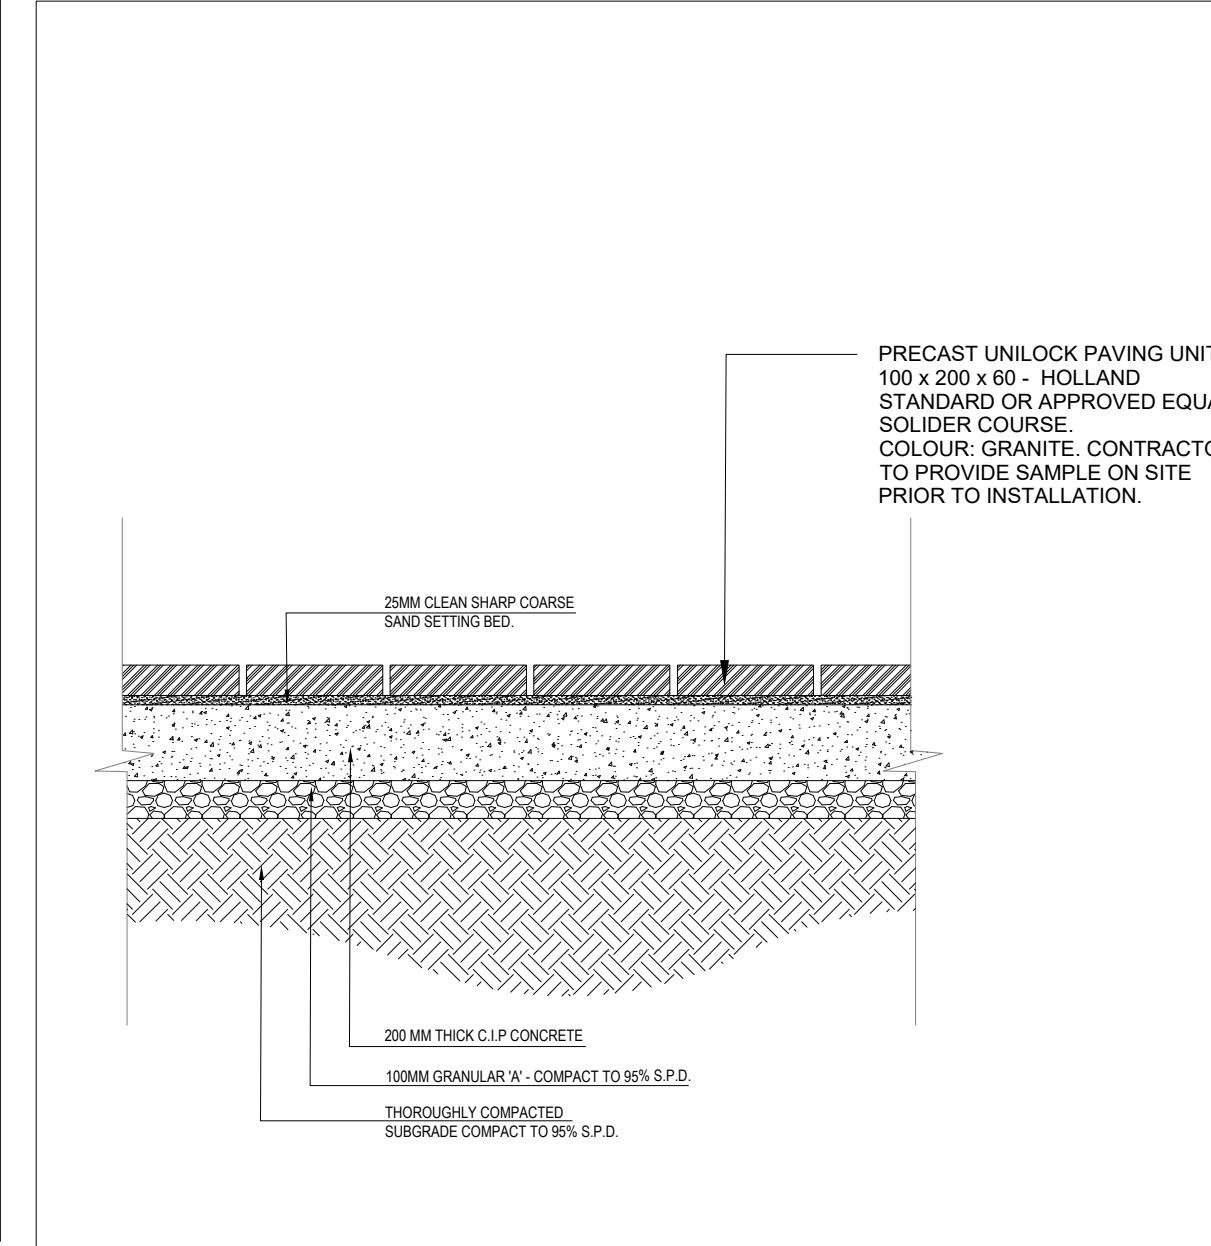 PRECAST UNILOCK PAVING UNIT
100 x 200 x 60 - HOLLAND
STANDARD OR APPROVED EQUA
SOLIDER COURSE.
COLOUR: GRANITE. CONTRACTO
TO PROVIDE SAMPLE ON SITE
PRIOR TO INSTALLATION.
25MM CLEAN SHARP COARSE
SAND SETTING BED.
200 MM THICK C.I.P CONCRETE
100MM GRANULAR 'A' - COMPACT TO 95% S.P.D.
THOROUGHLY COMPACTED
SUBGRADE COMPACT TO 95% S.P.D.